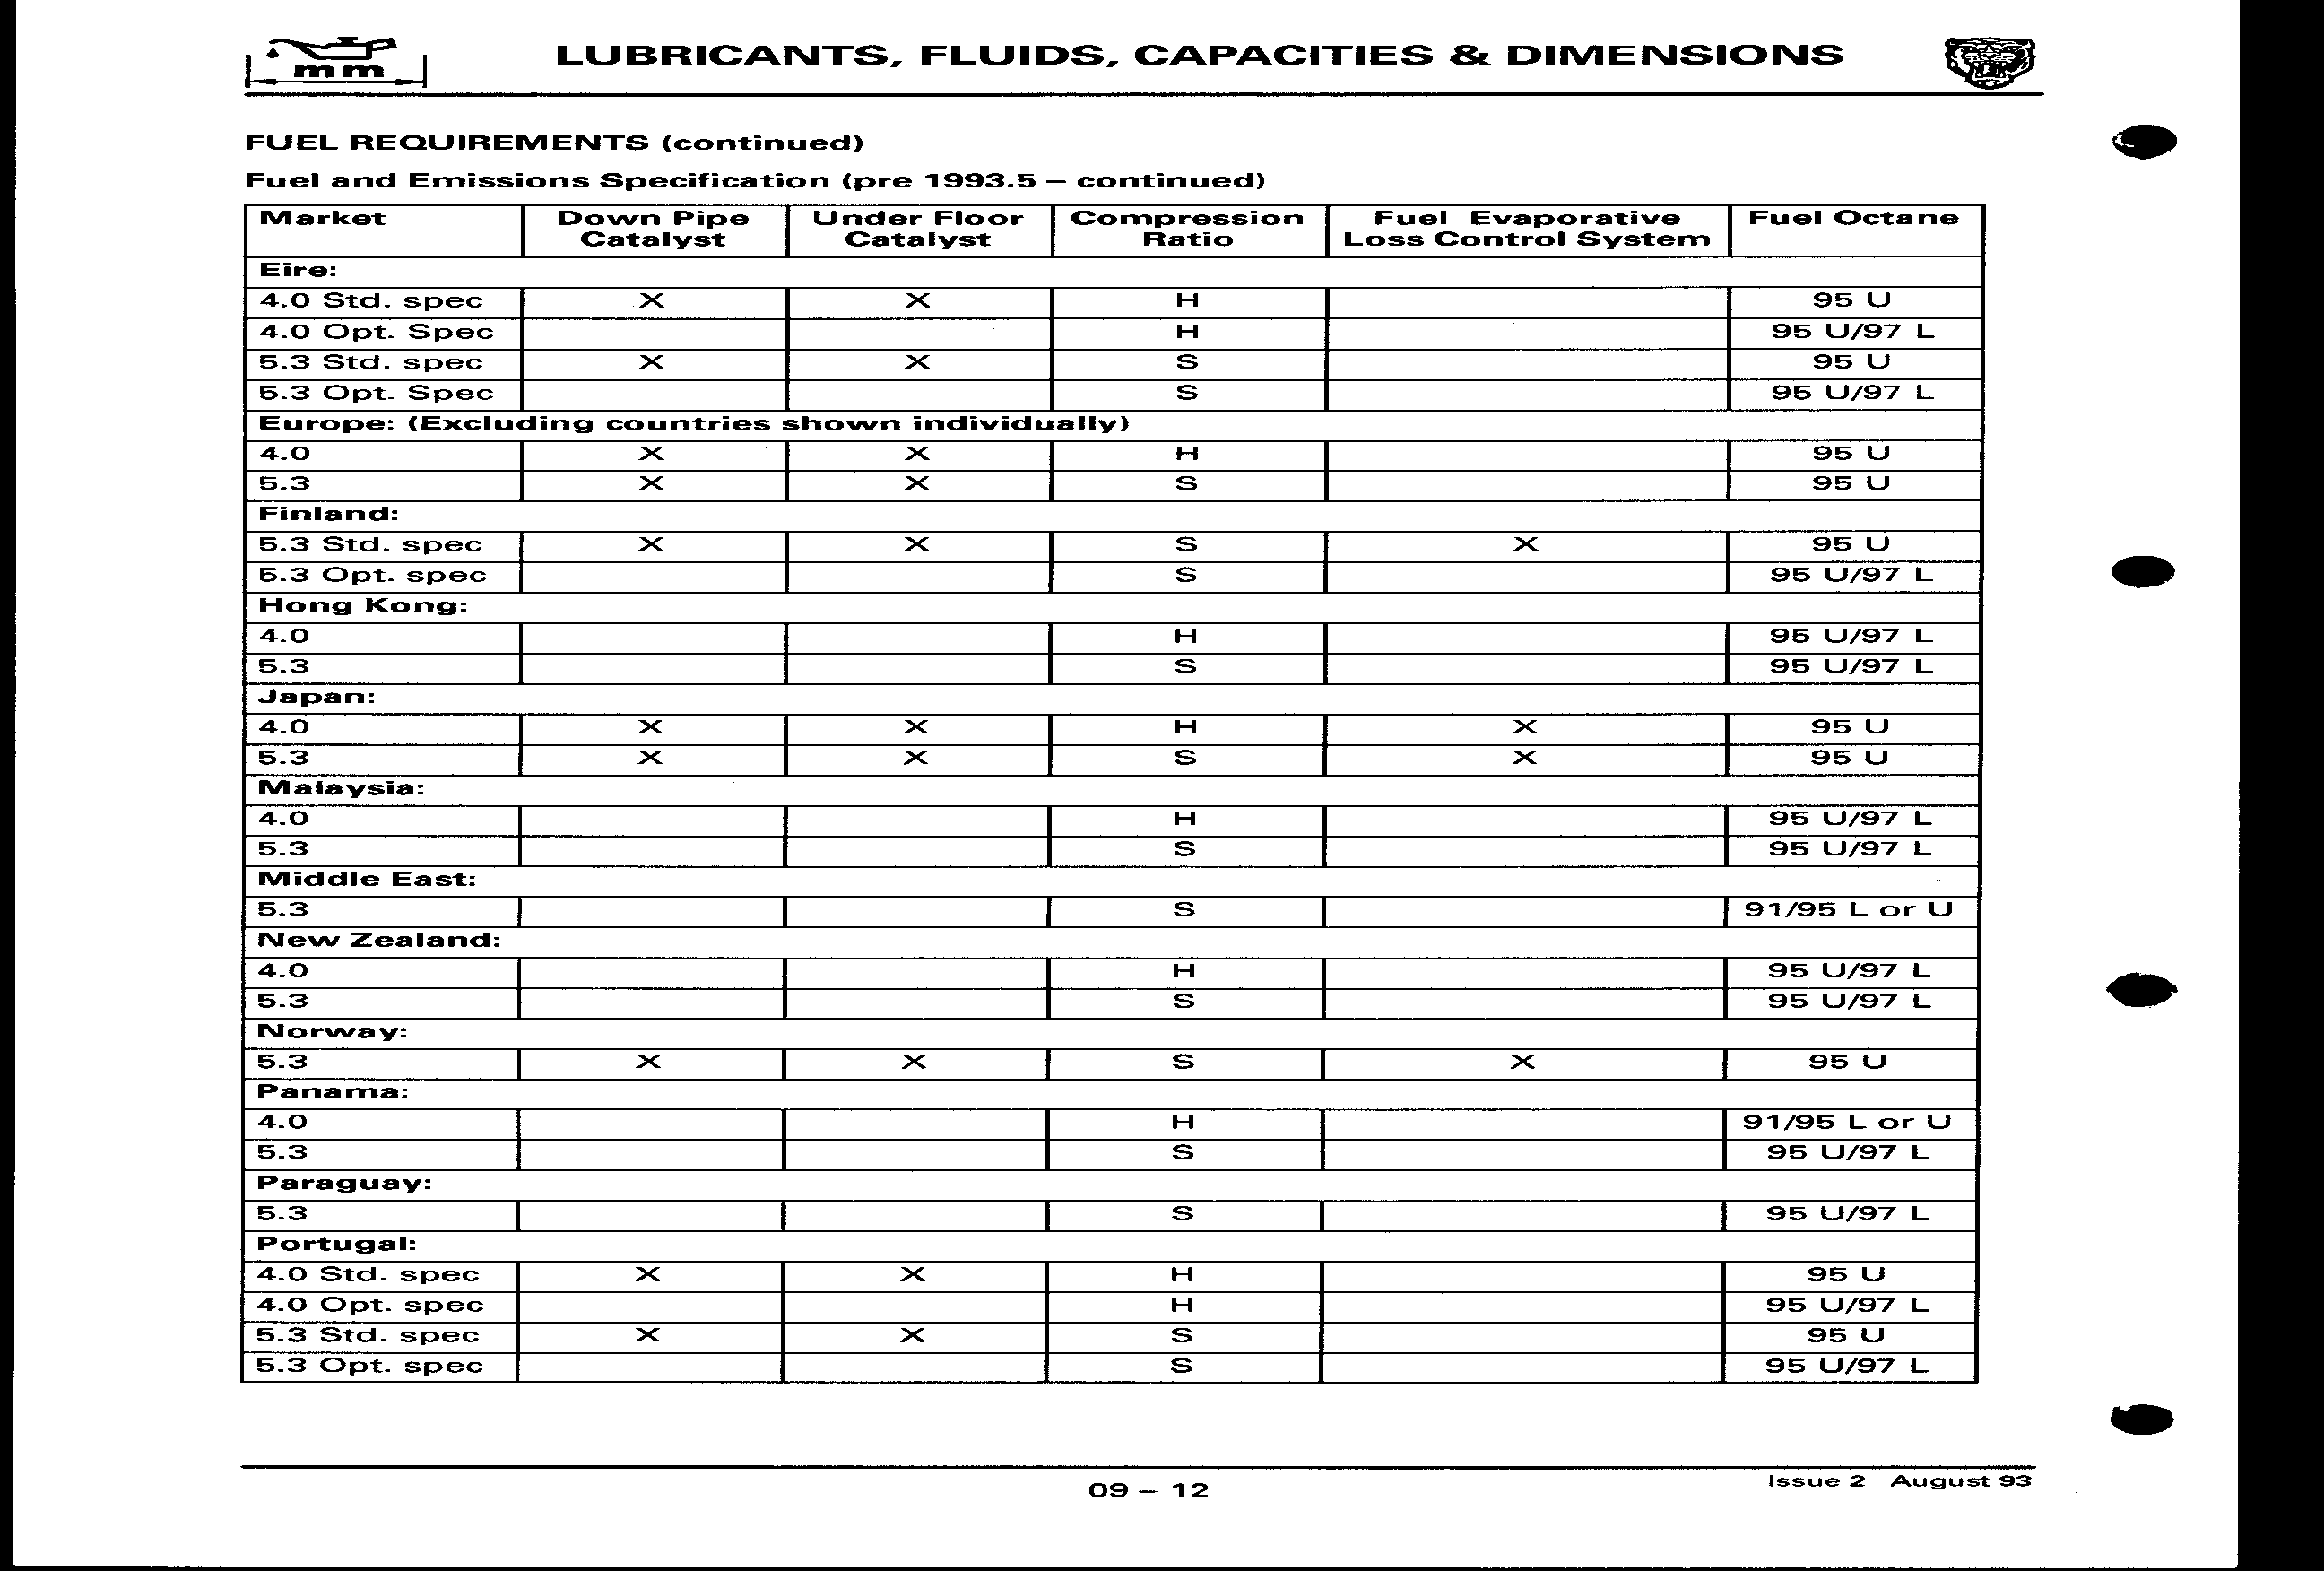 mm
LUBRICANTS, FLUIDS, CAPACITIES & DIMENSIONS
FUEL REQUIREMENTS (continued)
Fuel and Emissions Specification (pre 1993.5 – continued)
Market Down Pipe Catalyst Under Floor Catalyst Compression Ratio Fuel Evaporative Loss Control System Fuel Octane
Eire:
4.0 Std. spec X X H 95 U
4.0 Opt. Spec H 95 U/97 L
5.3 Std. spec X X S 95 U
5.3 Opt. Spec S 95 U/97 L
Europe: (Excluding countries shown individually)
4.0 X X H 95 U
5.3 X X S 95 U
Finland:
5.3 Std. spec X X S X 95 U
5.3 Opt. spec S 95 U/97 L
Hong Kong:
4.0 H 95 U/97 L
5.3 S 95 U/97 L
Japan:
4.0 X X H X 95 U
5.3 X X S X 95 U
Malaysia:
4.0 H 95 U/97 L
5.3 S 95 U/97 L
Middle East:
5.3 S 91/95 L or U
New Zealand:
4.0 H 95 U/97 L
5.3 S 95 U/97 L
Norway:
5.3 X X S X 95 U
Panama:
4.0 H 91/95 L or U
5.3 S 95 U/97 L
Paraguay:
5.3 S 95 U/97 L
Portugal:
4.0 Std. spec X X H 95 U
4.0 Opt. spec H 95 U/97 L
5.3 Std. spec X X S 95 U
5.3 Opt. spec S 95 U/97 L
09 – 12
Issue 2 August 93